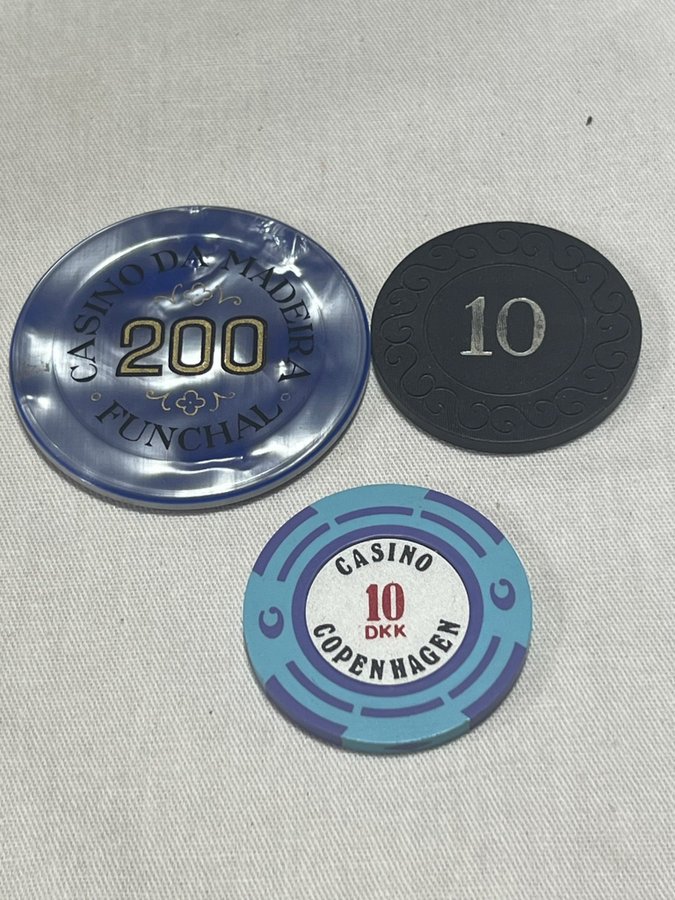 CASINO DA MADEIRA
200
FUNCHAL
10
CASINO
10
DKK
COPENHAGEN